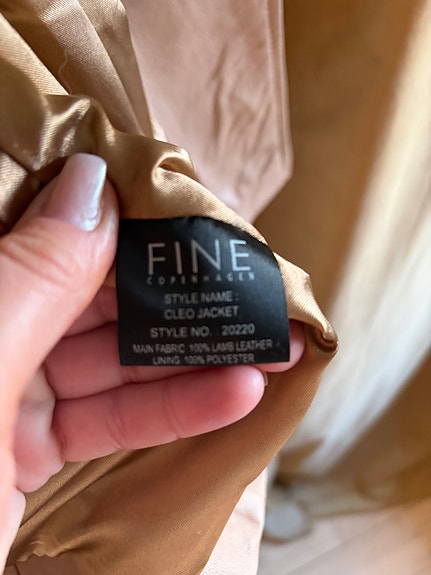 FINE
COPENHAGEN
STYLE NAME :
CLEO JACKET
STYLE NO. 20220
MAIN FABRIC 100% LAMB LEATHER
LINING 100% POLYESTER